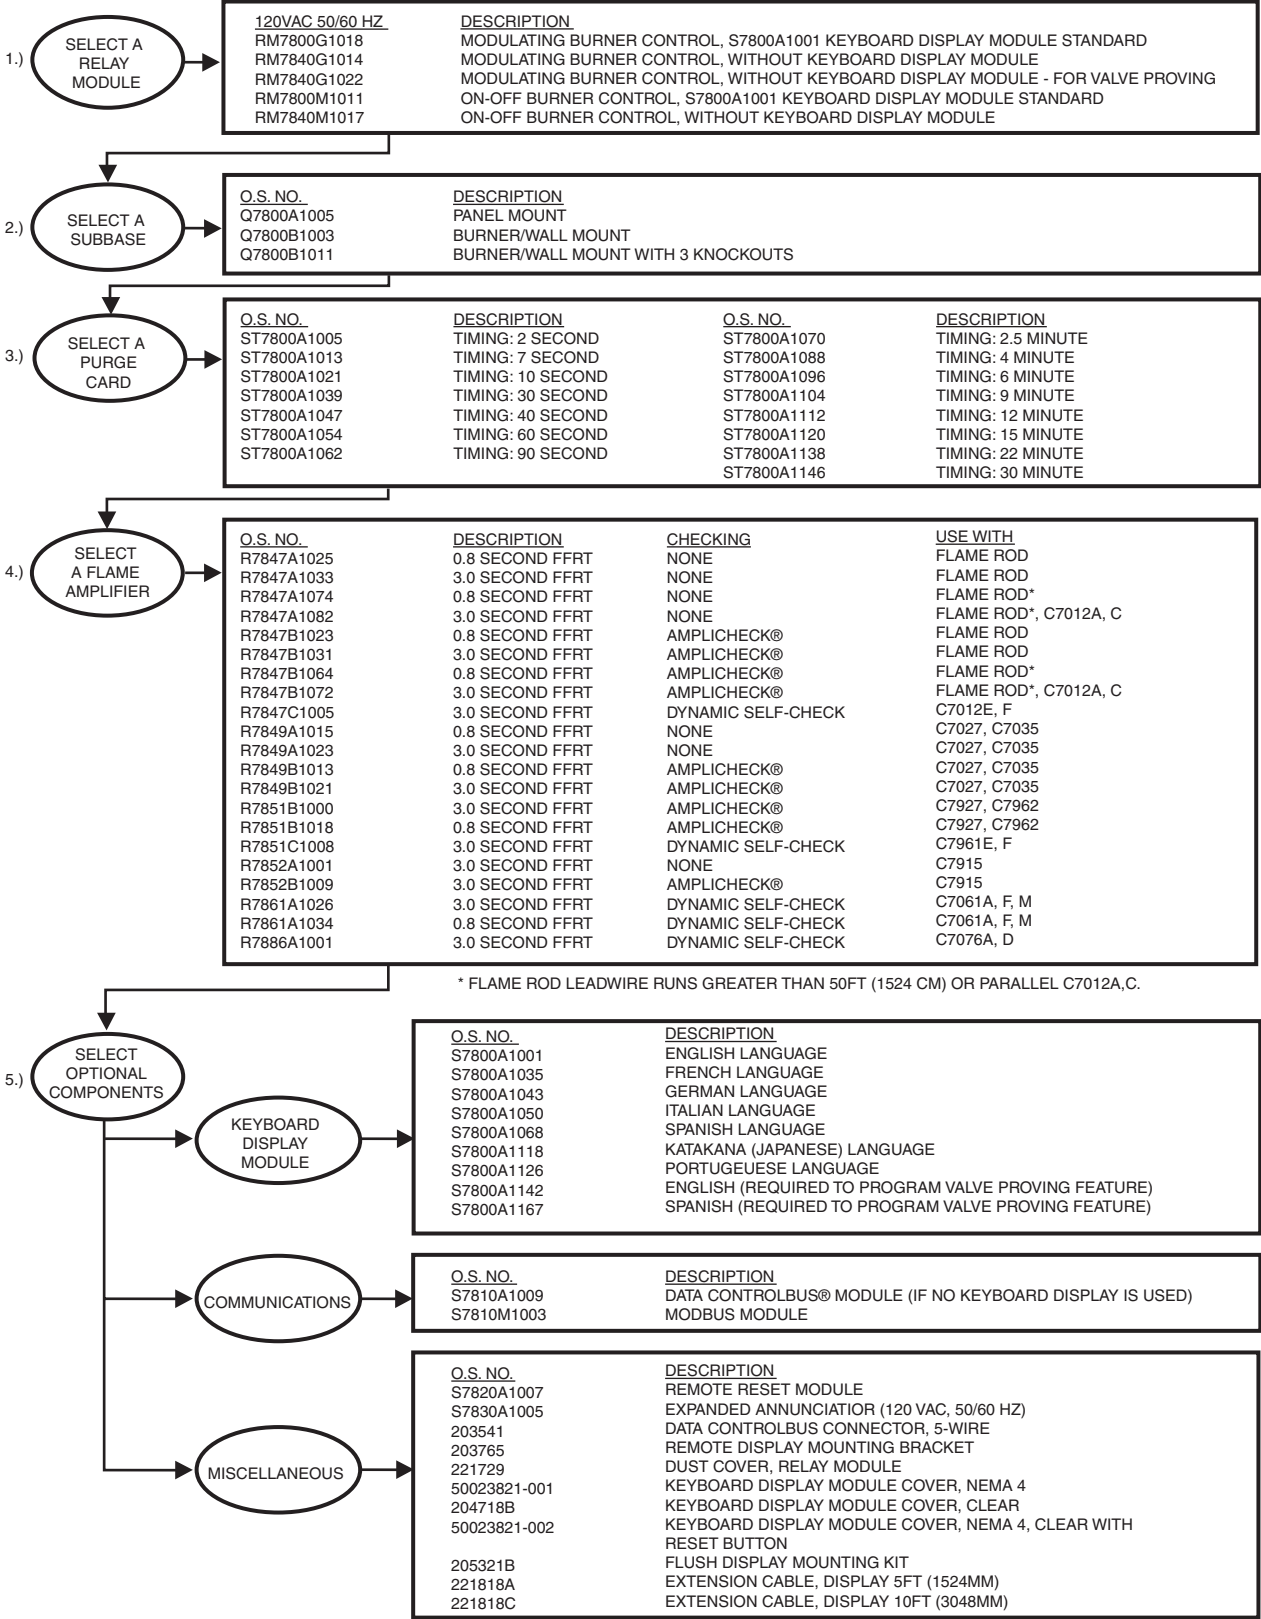 1.)
SELECT A
RELAY
MODULE
120VAC 50/60 HZ DESCRIPTION
RM7800G1018 MODULATING BURNER CONTROL, S7800A1001 KEYBOARD DISPLAY MODULE STANDARD
RM7840G1014 MODULATING BURNER CONTROL, WITHOUT KEYBOARD DISPLAY MODULE
RM7840G1022 MODULATING BURNER CONTROL, WITHOUT KEYBOARD DISPLAY MODULE - FOR VALVE PROVING
RM7800M1011 ON-OFF BURNER CONTROL, S7800A1001 KEYBOARD DISPLAY MODULE STANDARD
RM7840M1017 ON-OFF BURNER CONTROL, WITHOUT KEYBOARD DISPLAY MODULE
2.)
SELECT A
SUBBASE
O.S. NO. DESCRIPTION
Q7800A1005 PANEL MOUNT
Q7800B1003 BURNER/WALL MOUNT
Q7800B1011 BURNER/WALL MOUNT WITH 3 KNOCKOUTS
3.)
SELECT A
PURGE
CARD
O.S. NO. DESCRIPTION O.S. NO. DESCRIPTION
ST7800A1005 TIMING: 2 SECOND ST7800A1070 TIMING: 2.5 MINUTE
ST7800A1013 TIMING: 7 SECOND ST7800A1088 TIMING: 4 MINUTE
ST7800A1021 TIMING: 10 SECOND ST7800A1096 TIMING: 6 MINUTE
ST7800A1039 TIMING: 30 SECOND ST7800A1104 TIMING: 9 MINUTE
ST7800A1047 TIMING: 40 SECOND ST7800A1112 TIMING: 12 MINUTE
ST7800A1054 TIMING: 60 SECOND ST7800A1120 TIMING: 15 MINUTE
ST7800A1062 TIMING: 90 SECOND ST7800A1138 TIMING: 22 MINUTE
ST7800A1146 TIMING: 30 MINUTE
4.)
SELECT
A FLAME
AMPLIFIER
O.S. NO. DESCRIPTION CHECKING USE WITH
R7847A1025 0.8 SECOND FFRT NONE FLAME ROD
R7847A1033 3.0 SECOND FFRT NONE FLAME ROD
R7847A1074 0.8 SECOND FFRT NONE FLAME ROD*
R7847A1082 3.0 SECOND FFRT NONE FLAME ROD*, C7012A, C
R7847B1023 0.8 SECOND FFRT AMPLICHECK® FLAME ROD
R7847B1031 3.0 SECOND FFRT AMPLICHECK® FLAME ROD
R7847B1064 0.8 SECOND FFRT AMPLICHECK® FLAME ROD*
R7847B1072 3.0 SECOND FFRT AMPLICHECK® FLAME ROD*, C7012A, C
R7847C1005 3.0 SECOND FFRT DYNAMIC SELF-CHECK C7012E, F
R7849A1015 0.8 SECOND FFRT NONE C7027, C7035
R7849A1023 3.0 SECOND FFRT NONE C7027, C7035
R7849B1013 0.8 SECOND FFRT AMPLICHECK® C7027, C7035
R7849B1021 3.0 SECOND FFRT AMPLICHECK® C7027, C7035
R7851B1000 3.0 SECOND FFRT AMPLICHECK® C7927, C7962
R7851B1018 0.8 SECOND FFRT AMPLICHECK® C7927, C7962
R7851C1008 3.0 SECOND FFRT DYNAMIC SELF-CHECK C7961E, F
R7852A1001 3.0 SECOND FFRT NONE C7915
R7852B1009 3.0 SECOND FFRT AMPLICHECK® C7915
R7861A1026 3.0 SECOND FFRT DYNAMIC SELF-CHECK C7061A, F, M
R7861A1034 0.8 SECOND FFRT DYNAMIC SELF-CHECK C7061A, F, M
R7886A1001 3.0 SECOND FFRT DYNAMIC SELF-CHECK C7076A, D
* FLAME ROD LEADWIRE RUNS GREATER THAN 50FT (1524 CM) OR PARALLEL C7012A,C.
5.)
SELECT
OPTIONAL
COMPONENTS
KEYBOARD
DISPLAY
MODULE
O.S. NO. DESCRIPTION
S7800A1001 ENGLISH LANGUAGE
S7800A1035 FRENCH LANGUAGE
S7800A1043 GERMAN LANGUAGE
S7800A1050 ITALIAN LANGUAGE
S7800A1068 SPANISH LANGUAGE
S7800A1118 KATAKANA (JAPANESE) LANGUAGE
S7800A1126 PORTUGEUESE LANGUAGE
S7800A1142 ENGLISH (REQUIRED TO PROGRAM VALVE PROVING FEATURE)
S7800A1167 SPANISH (REQUIRED TO PROGRAM VALVE PROVING FEATURE)
COMMUNICATIONS
O.S. NO. DESCRIPTION
S7810A1009 DATA CONTROLBUS® MODULE (IF NO KEYBOARD DISPLAY IS USED)
S7810M1003 MODBUS MODULE
MISCELLANEOUS
O.S. NO. DESCRIPTION
S7820A1007 REMOTE RESET MODULE
S7830A1005 EXPANDED ANNUNCIATIOR (120 VAC, 50/60 HZ)
203541 DATA CONTROLBUS CONNECTOR, 5-WIRE
203765 REMOTE DISPLAY MOUNTING BRACKET
221729 DUST COVER, RELAY MODULE
50023821-001 KEYBOARD DISPLAY MODULE COVER, NEMA 4
204718B KEYBOARD DISPLAY MODULE COVER, CLEAR
50023821-002 KEYBOARD DISPLAY MODULE COVER, NEMA 4, CLEAR WITH
RESET BUTTON
205321B FLUSH DISPLAY MOUNTING KIT
221818A EXTENSION CABLE, DISPLAY 5FT (1524MM)
221818C EXTENSION CABLE, DISPLAY 10FT (3048MM)